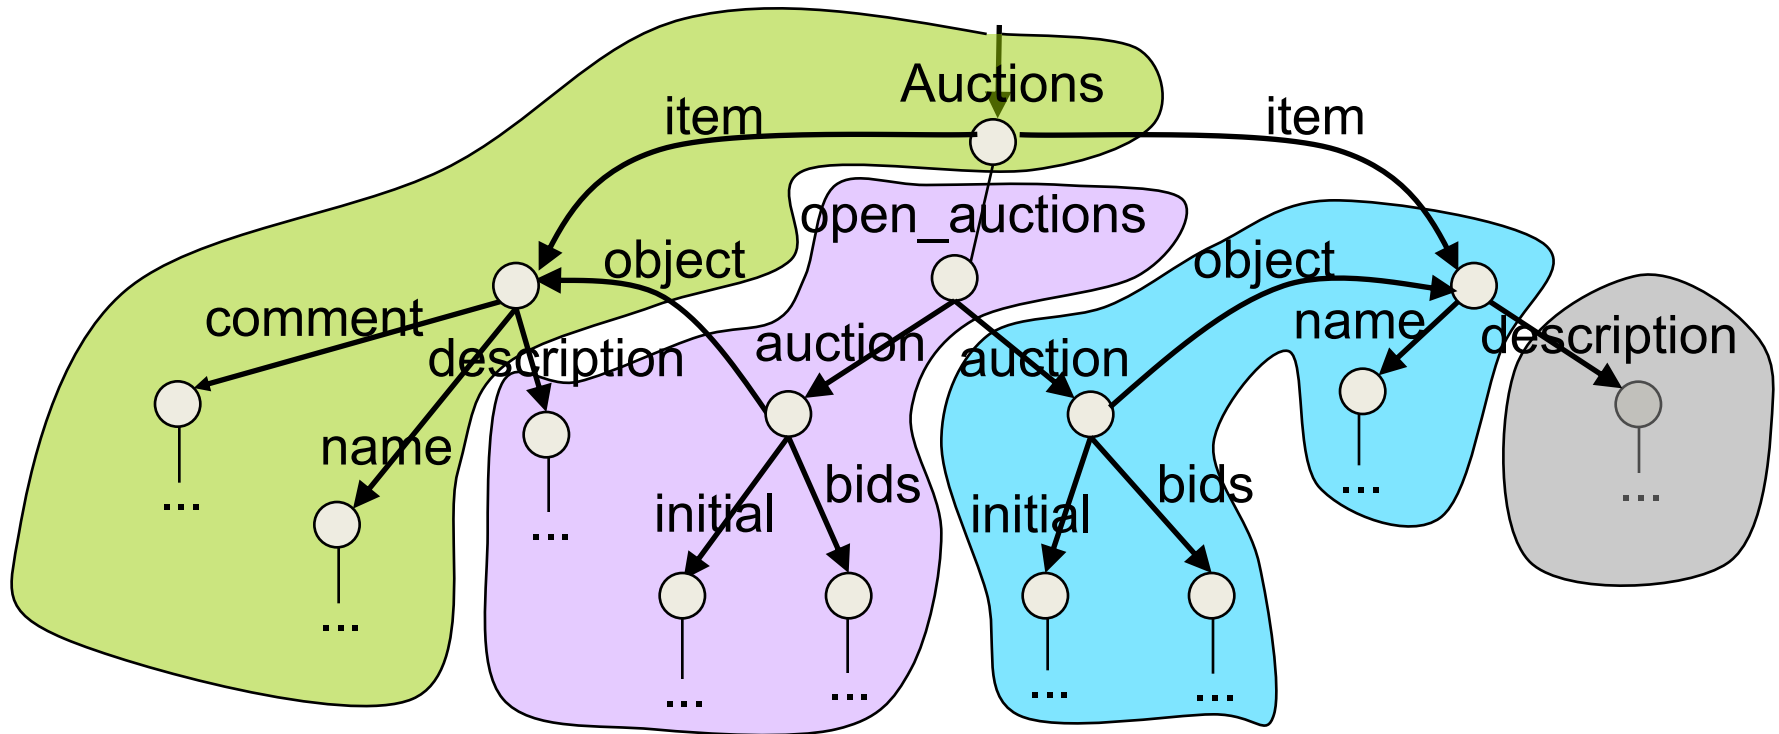 Auctions
item
item
open_auctions
object
object
comment
name
description
description
auction
auction
name
bids
bids
initial
initial
...
...
...
...
...
...
...
...
...